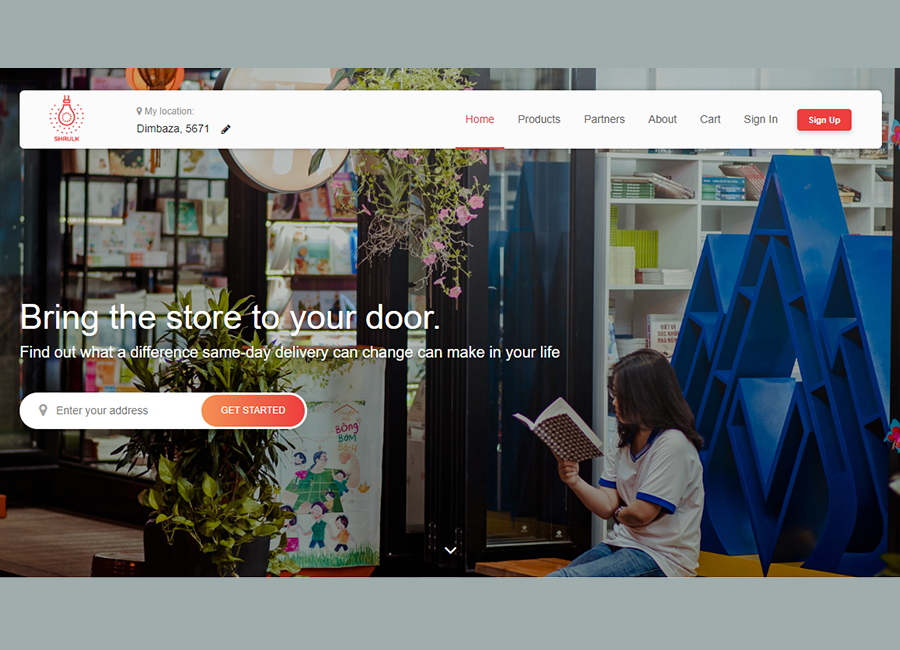 SHRULK
My location:
Dimbaza, 5671
Home
Products
Partners
About
Cart
Sign In
Sign Up
Bring the store to your door.
Find out what a difference same-day delivery can change can make in your life
Enter your address
GET STARTED
Bông